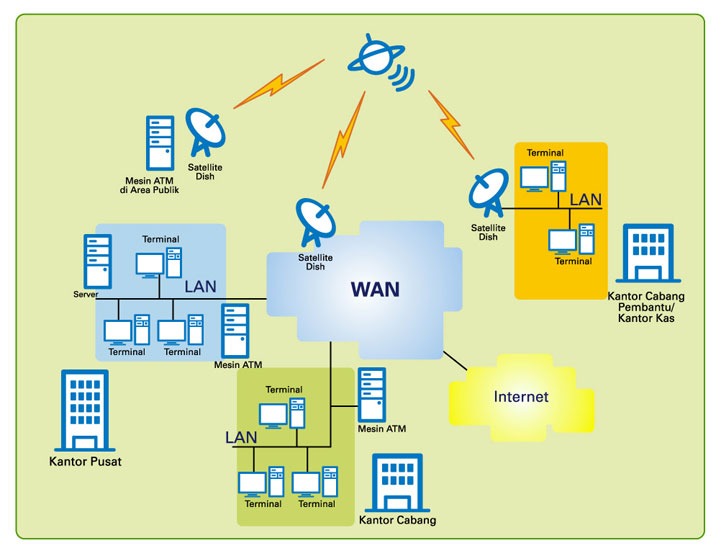 Mesin ATM
di Area Publik
Satellite
Dish
Satellite
Dish
Satellite
Dish
Terminal
LAN
Terminal
Kantor Cabang
Pembantu/
Kantor Kas
Server
Terminal
LAN
Terminal
Terminal
Mesin ATM
Kantor Pusat
WAN
Internet
Terminal
LAN
Terminal
Terminal
Mesin ATM
Kantor Cabang